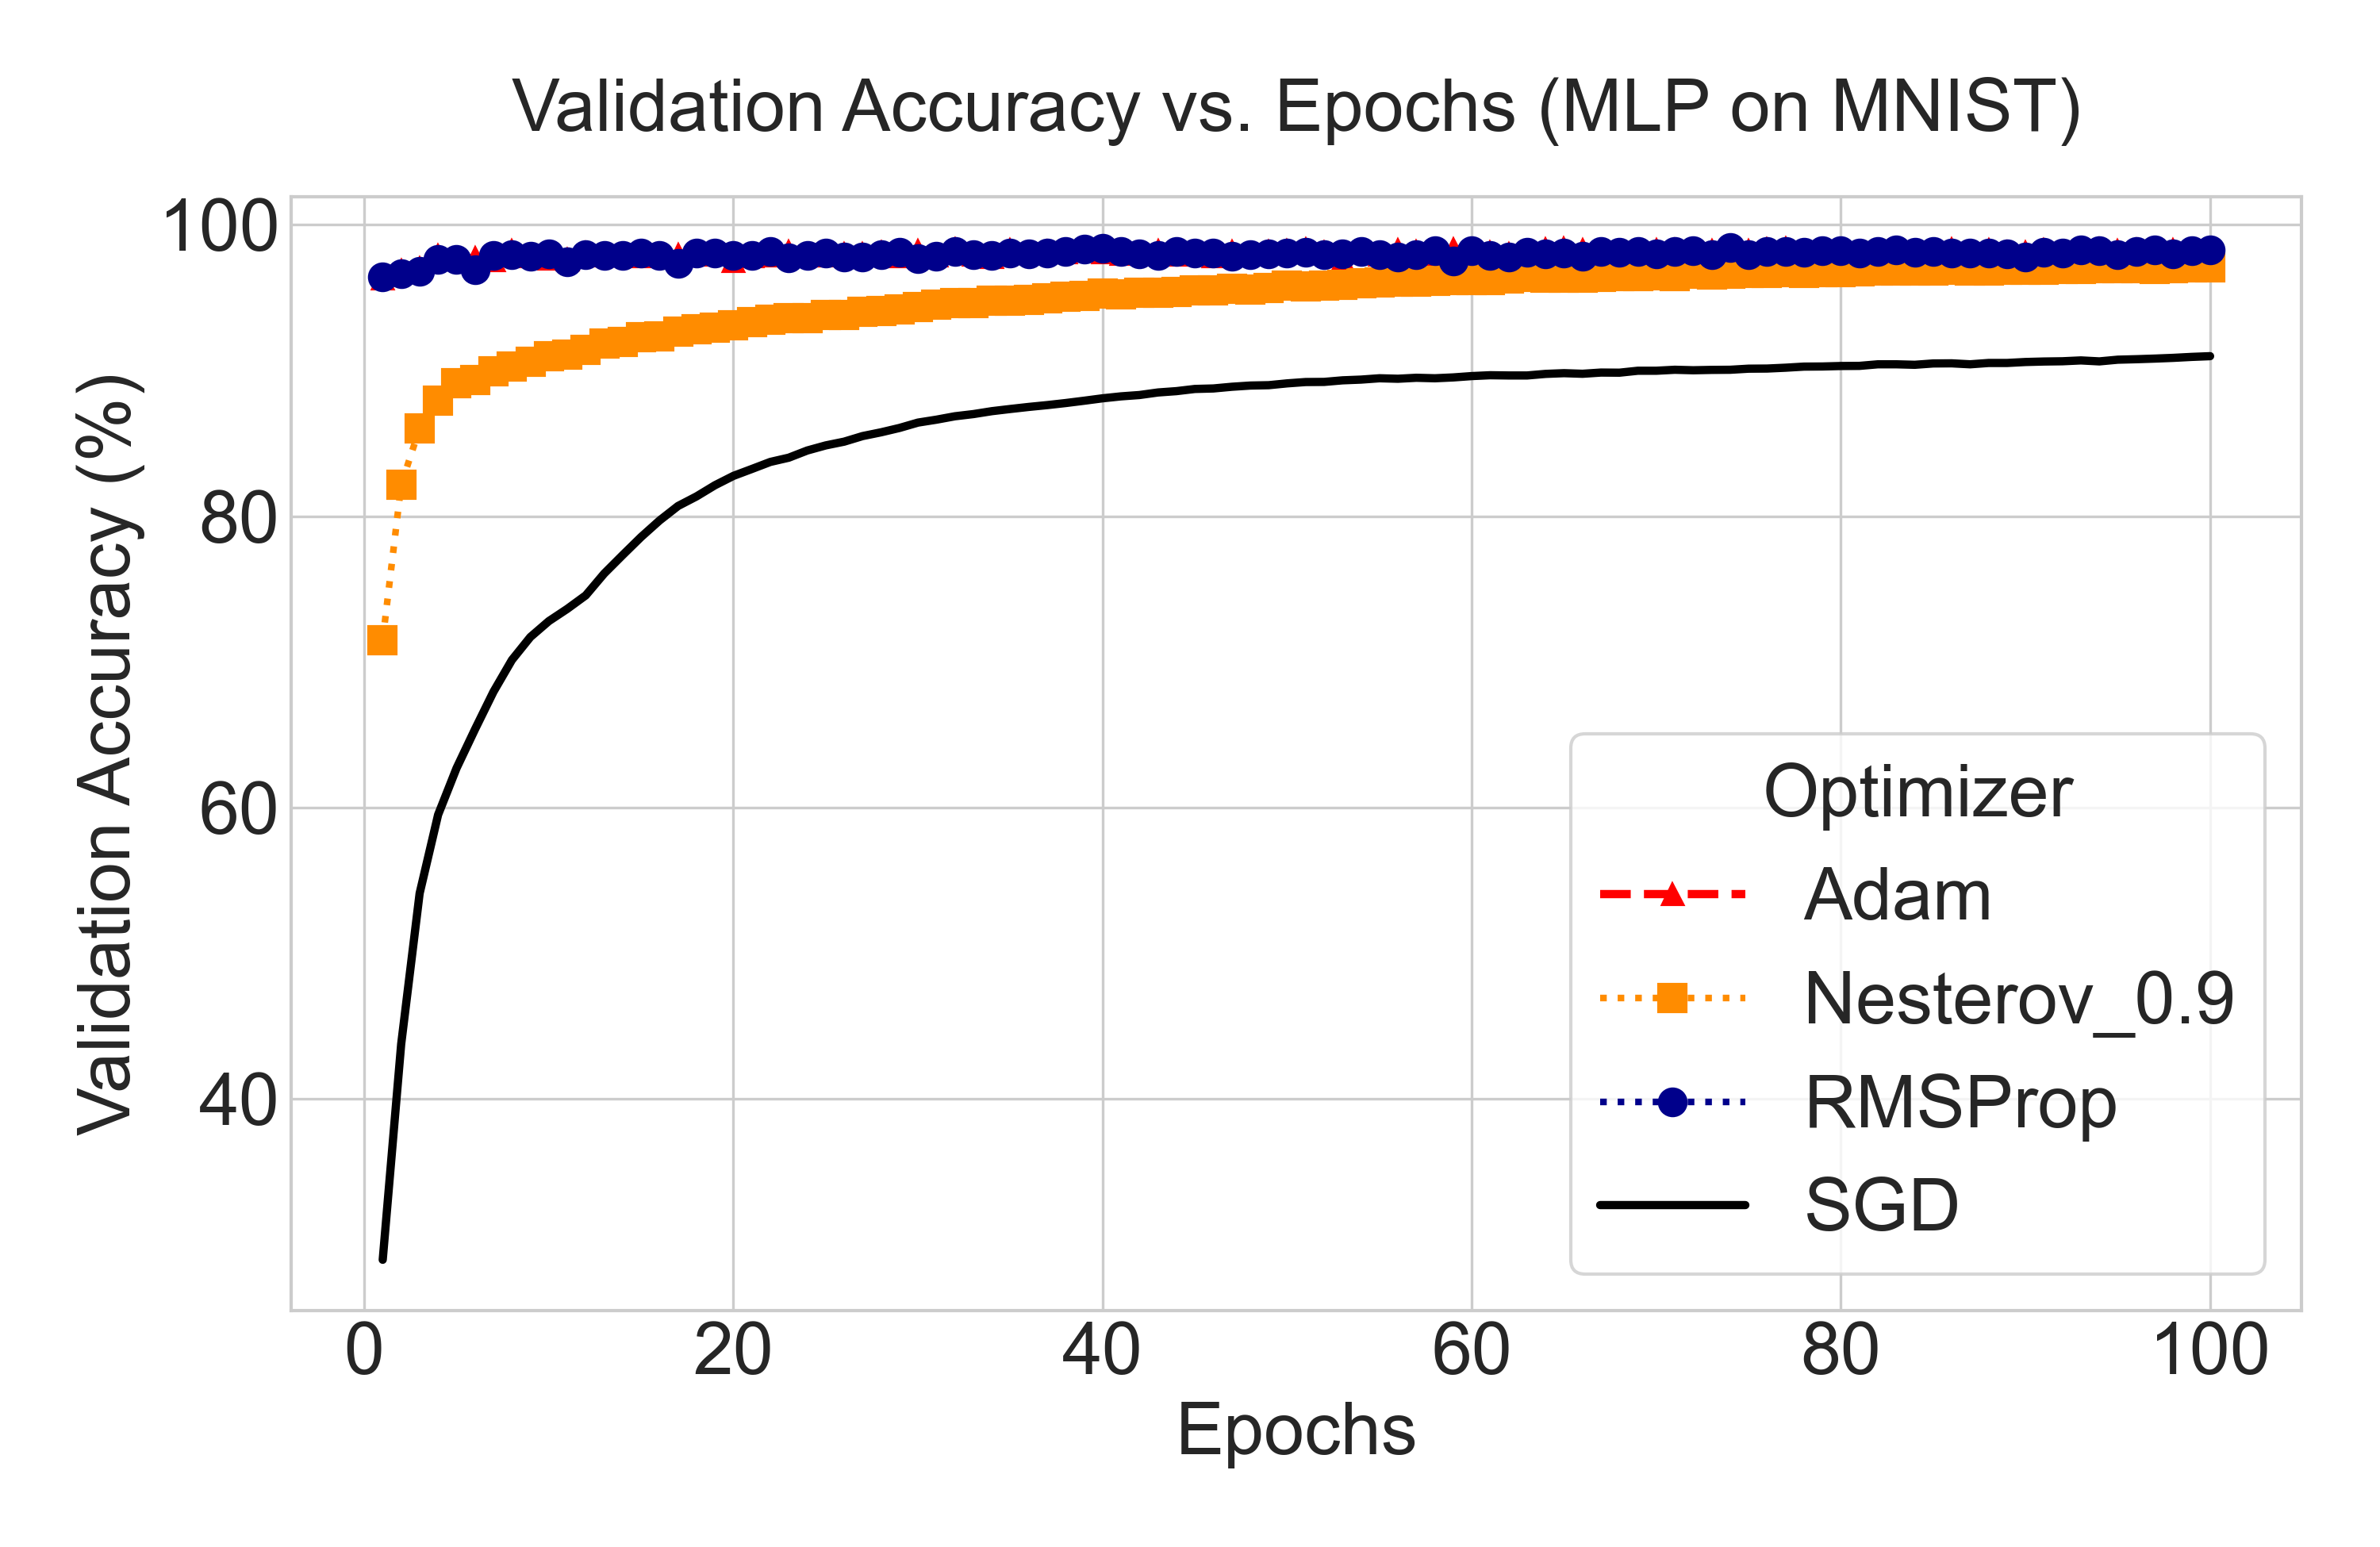 Validation Accuracy vs. Epochs (MLP on MNIST)
Validation Accuracy (%)
100
80
60
40
0 20 40 60 80 100
Epochs
Optimizer
Adam
Nesterov_0.9
RMSProp
SGD